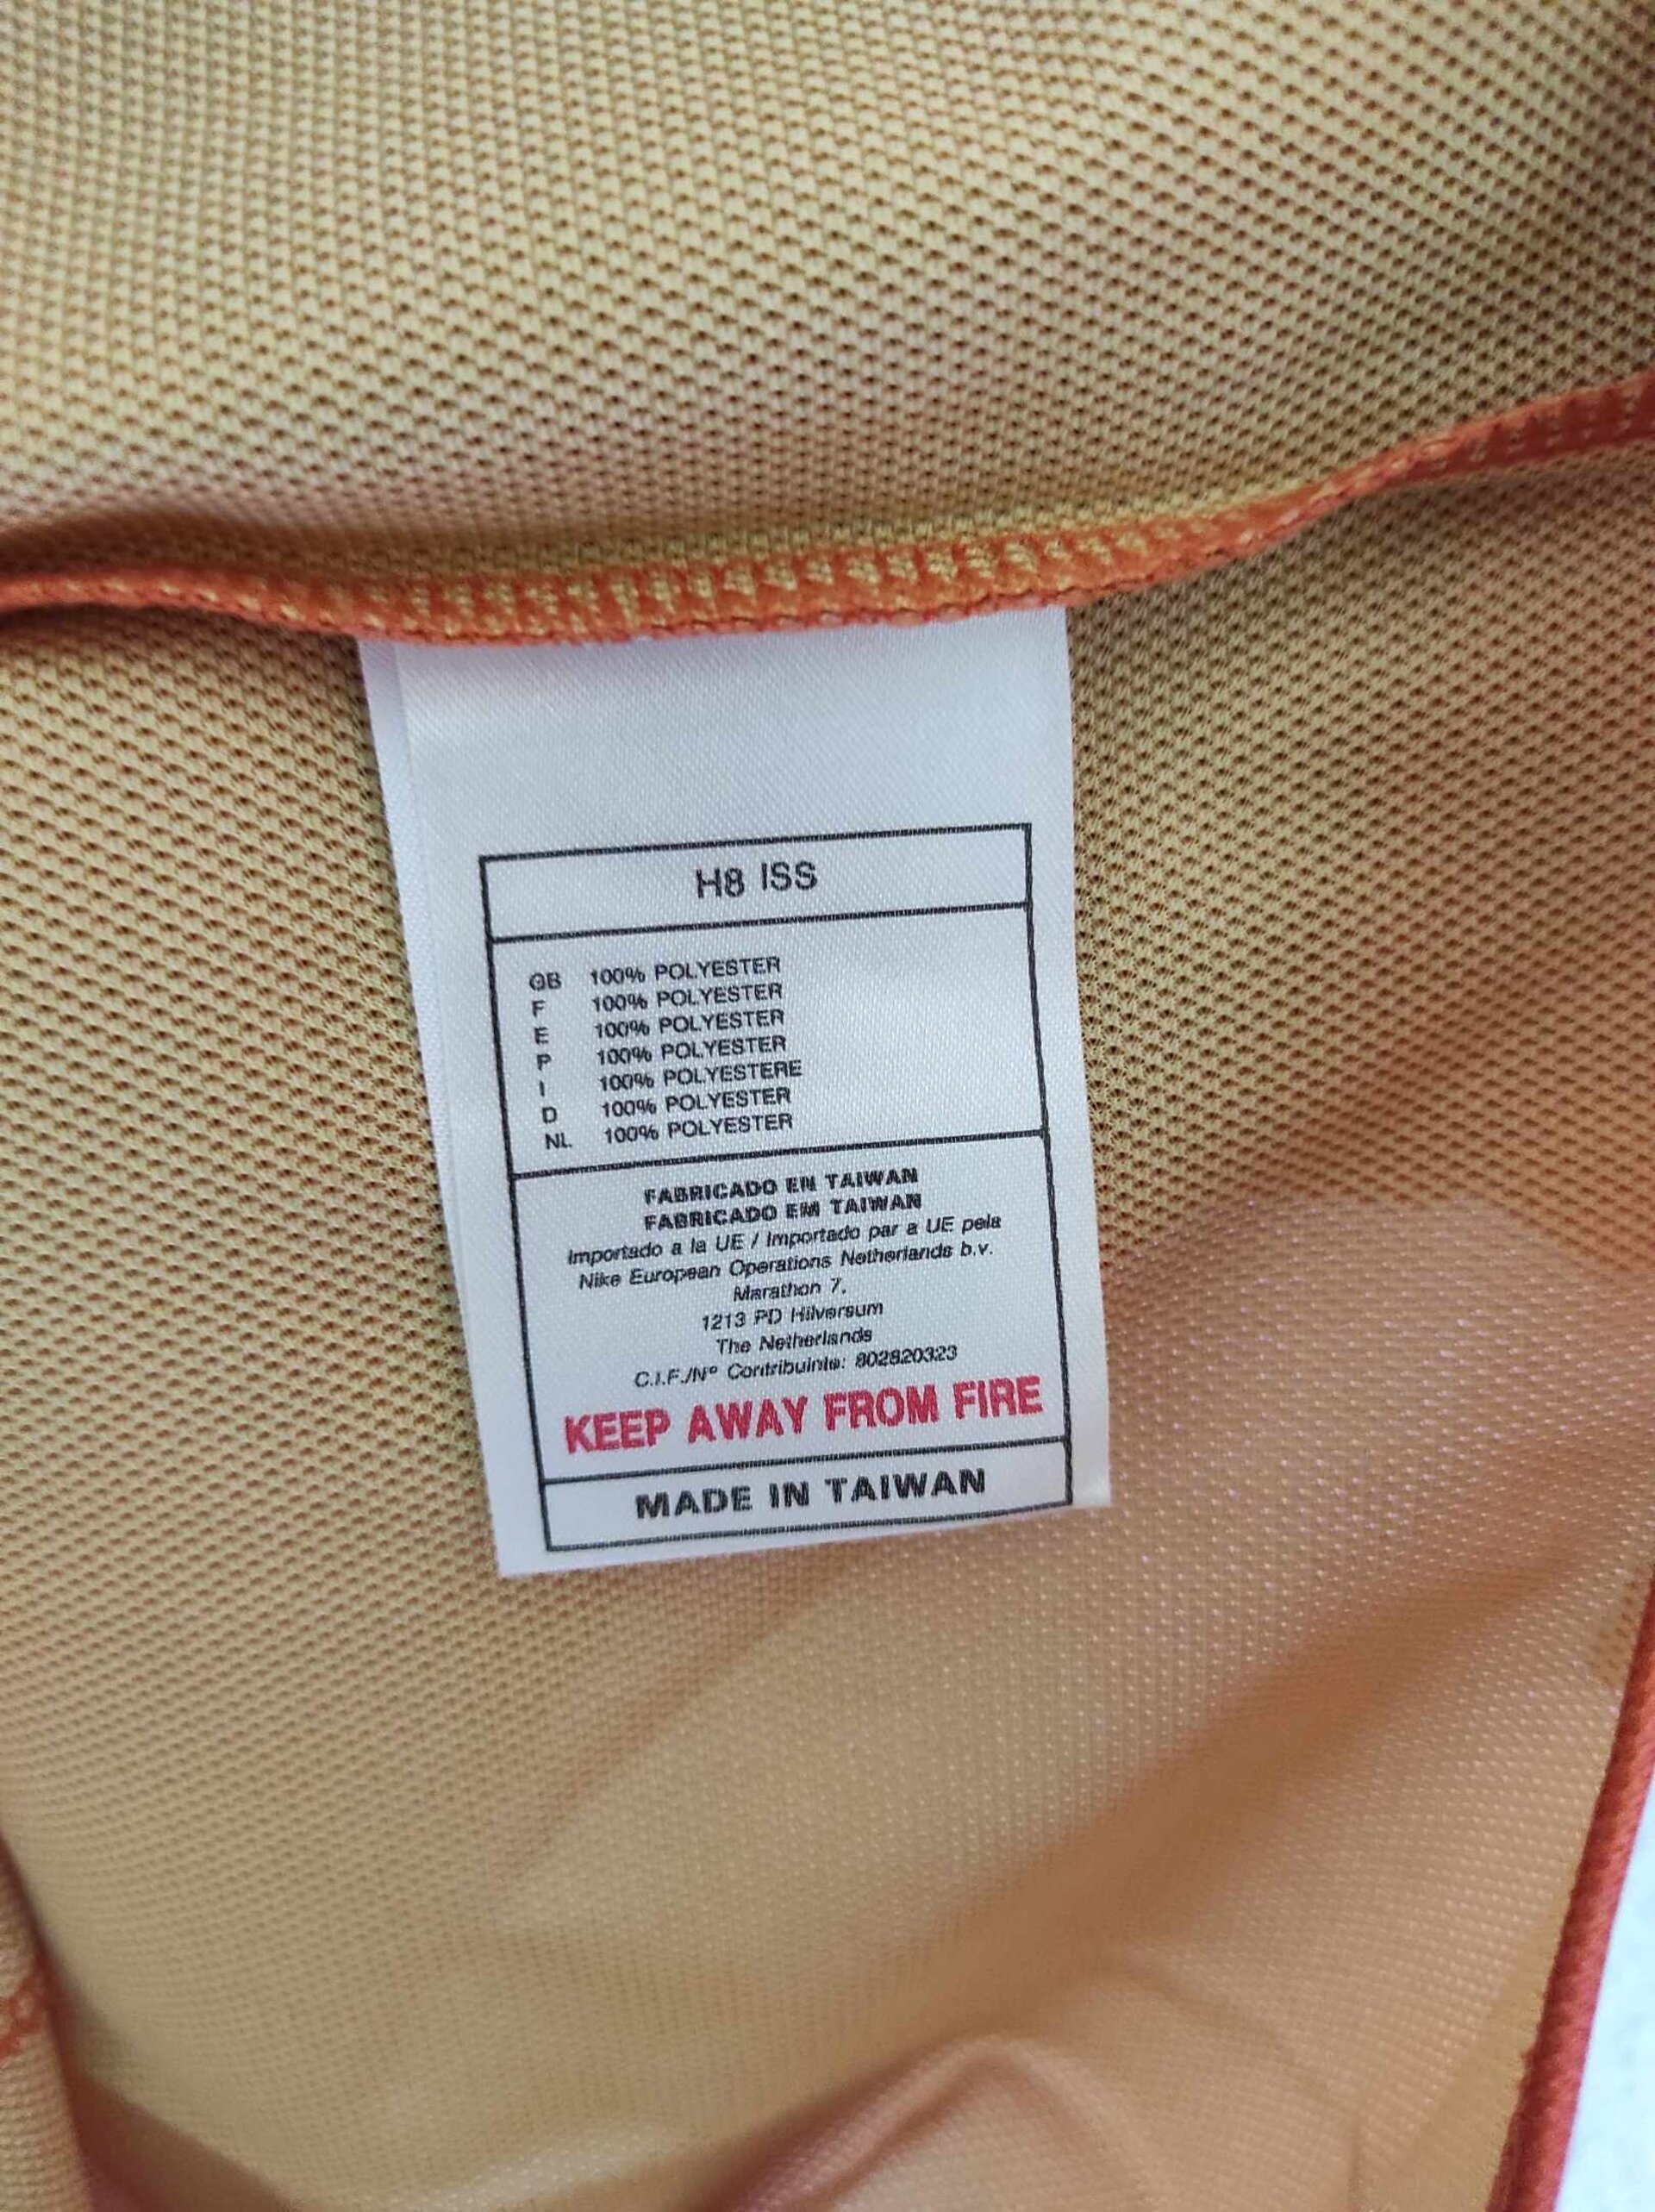 H8 ISS
GB 100% POLYESTER
F 100% POLYESTER
E 100% POLYESTER
P 100% POLYESTER
I 100% POLYESTERE
D 100% POLYESTER
NL 100% POLYESTER
FABRICADO EN TAIWAN
FABRICADO EM TAIWAN
Importado a la UE / Importado par a UE pela
Nike European Operations Netherlands b.v.
Marathon 7,
1213 PD Hilversum
The Netherlands
C.I.F./Nº Contribuinte: 802820323
KEEP AWAY FROM FIRE
MADE IN TAIWAN